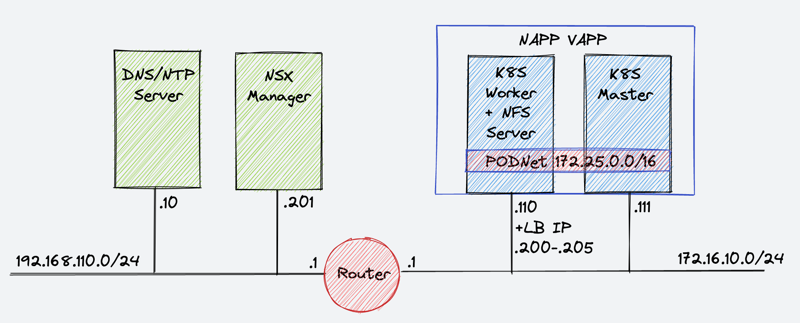 NAPP VAPP
DNS/NTP
Server
NSX
Manager
K8S
Worker
+ NFS
Server
K8S
Master
PODNet 172.25.0.0/16
.10
.201
.110
+LB IP
.200-.205
.111
192.168.110.0/24
.1
Router
.1
172.16.10.0/24